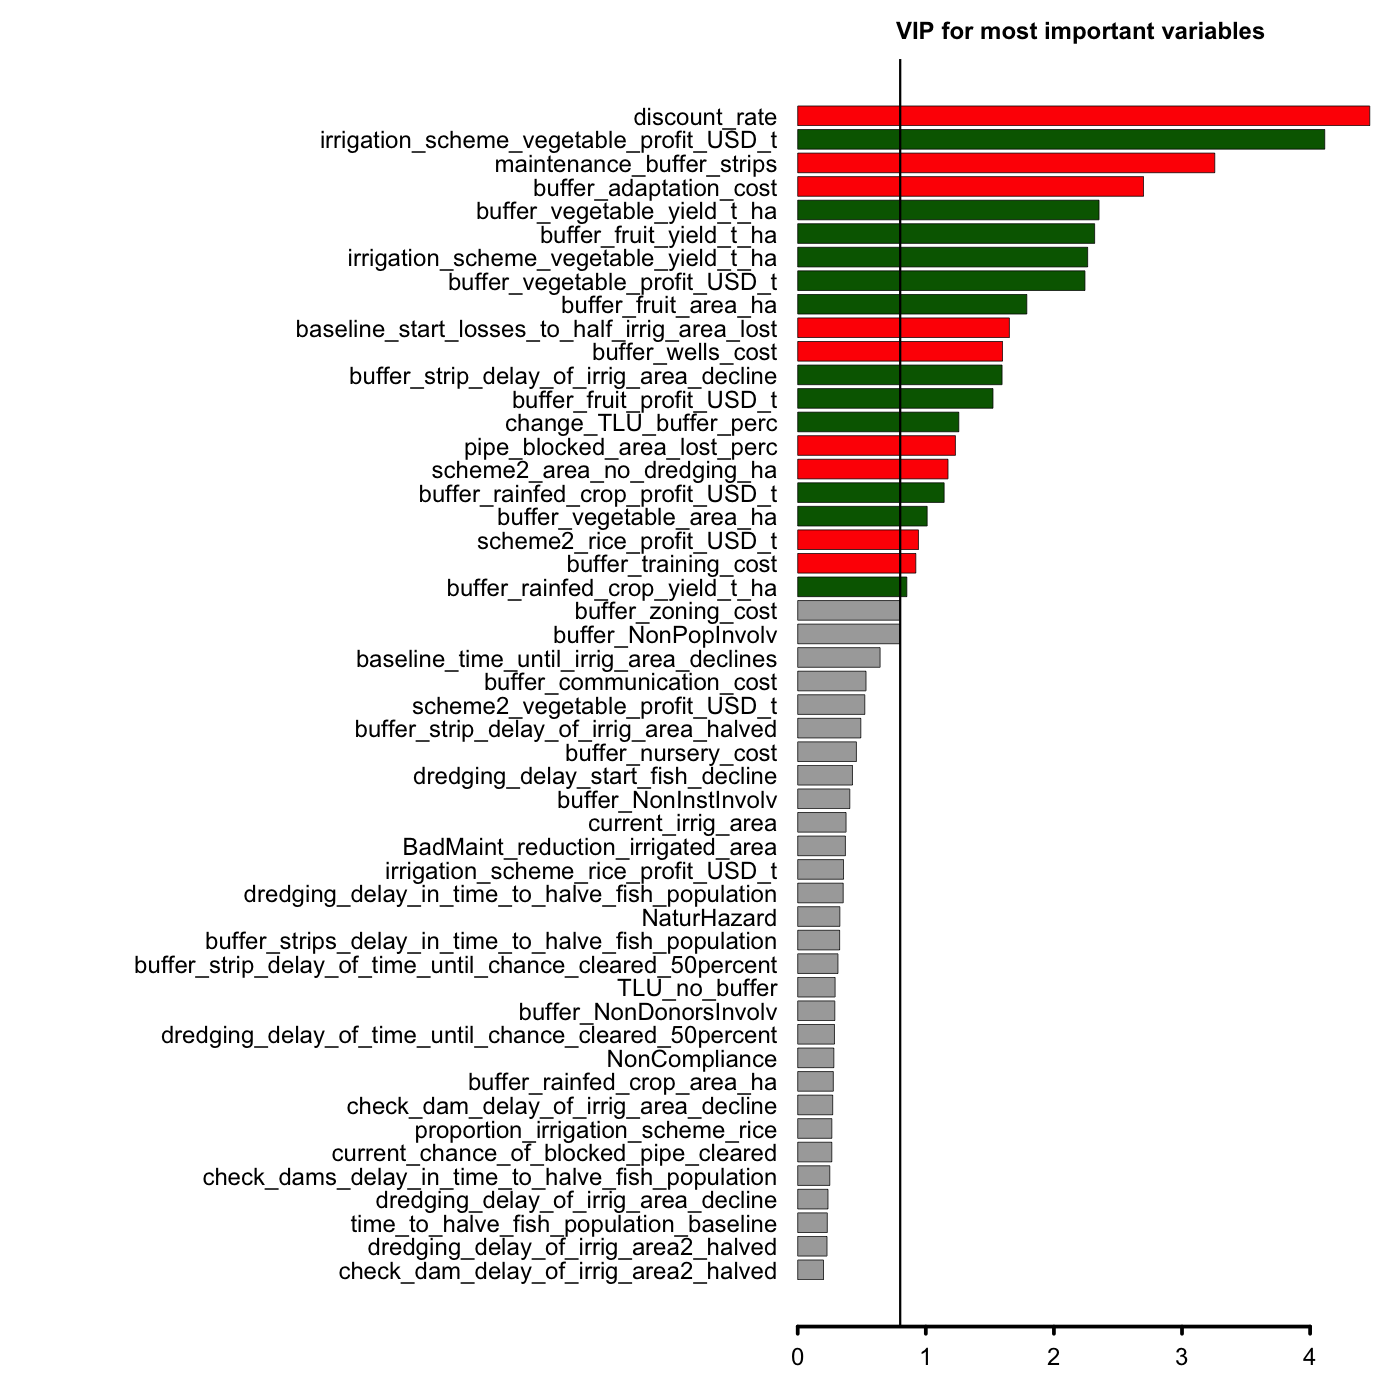 VIP for most important variables
discount_rate
irrigation_scheme_vegetable_profit_USD_t
maintenance_buffer_strips
buffer_adaptation_cost
buffer_vegetable_yield_t_ha
buffer_fruit_yield_t_ha
irrigation_scheme_vegetable_yield_t_ha
buffer_vegetable_profit_USD_t
buffer_fruit_area_ha
baseline_start_losses_to_half_irrig_area_lost
buffer_wells_cost
buffer_strip_delay_of_irrig_area_decline
buffer_fruit_profit_USD_t
change_TLU_buffer_perc
pipe_blocked_area_lost_perc
scheme2_area_no_dredging_ha
buffer_rainfed_crop_profit_USD_t
buffer_vegetable_area_ha
scheme2_rice_profit_USD_t
buffer_training_cost
buffer_rainfed_crop_yield_t_ha
buffer_zoning_cost
buffer_NonPopInvolv
baseline_time_until_irrig_area_declines
buffer_communication_cost
scheme2_vegetable_profit_USD_t
buffer_strip_delay_of_irrig_area_halved
buffer_nursery_cost
dredging_delay_start_fish_decline
buffer_NonInstInvolv
current_irrig_area
BadMaint_reduction_irrigated_area
irrigation_scheme_rice_profit_USD_t
dredging_delay_in_time_to_halve_fish_population
NaturHazard
buffer_strips_delay_in_time_to_halve_fish_population
buffer_strip_delay_of_time_until_chance_cleared_50percent
TLU_no_buffer
buffer_NonDonorsInvolv
dredging_delay_of_time_until_chance_cleared_50percent
NonCompliance
buffer_rainfed_crop_area_ha
check_dam_delay_of_irrig_area_decline
proportion_irrigation_scheme_rice
current_chance_of_blocked_pipe_cleared
check_dams_delay_in_time_to_halve_fish_population
dredging_delay_of_irrig_area_decline
time_to_halve_fish_population_baseline
dredging_delay_of_irrig_area2_halved
check_dam_delay_of_irrig_area2_halved
0 1 2 3 4